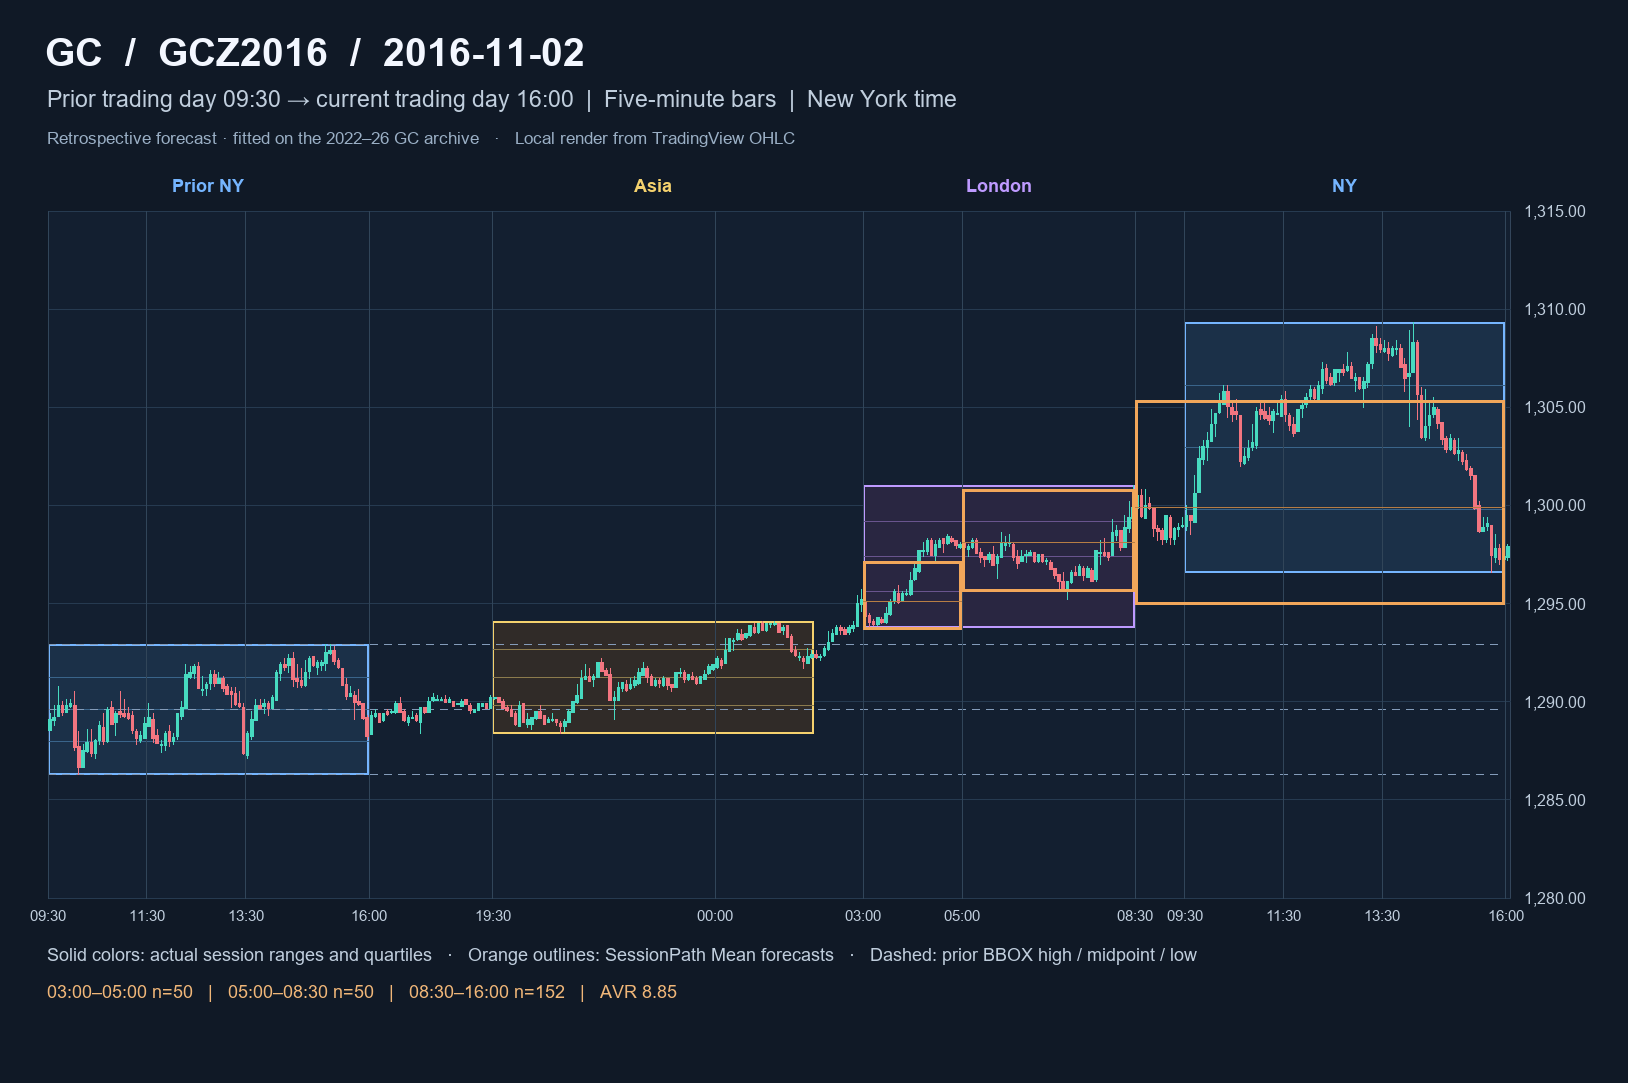 GC / GCZ2016 / 2016-11-02
Prior trading day 09:30 → current trading day 16:00 | Five-minute bars | New York time
Retrospective forecast · fitted on the 2022–26 GC archive · Local render from TradingView OHLC
Prior NY Asia London NY
1,315.00
1,310.00
1,305.00
1,300.00
1,295.00
1,290.00
1,285.00
1,280.00
09:30 11:30 13:30 16:00 19:30 00:00 03:00 05:00 08:30 09:30 11:30 13:30 16:00
Solid colors: actual session ranges and quartiles · Orange outlines: SessionPath Mean forecasts · Dashed: prior BBOX high / midpoint / low
03:00–05:00 n=50 | 05:00–08:30 n=50 | 08:30–16:00 n=152 | AVR 8.85